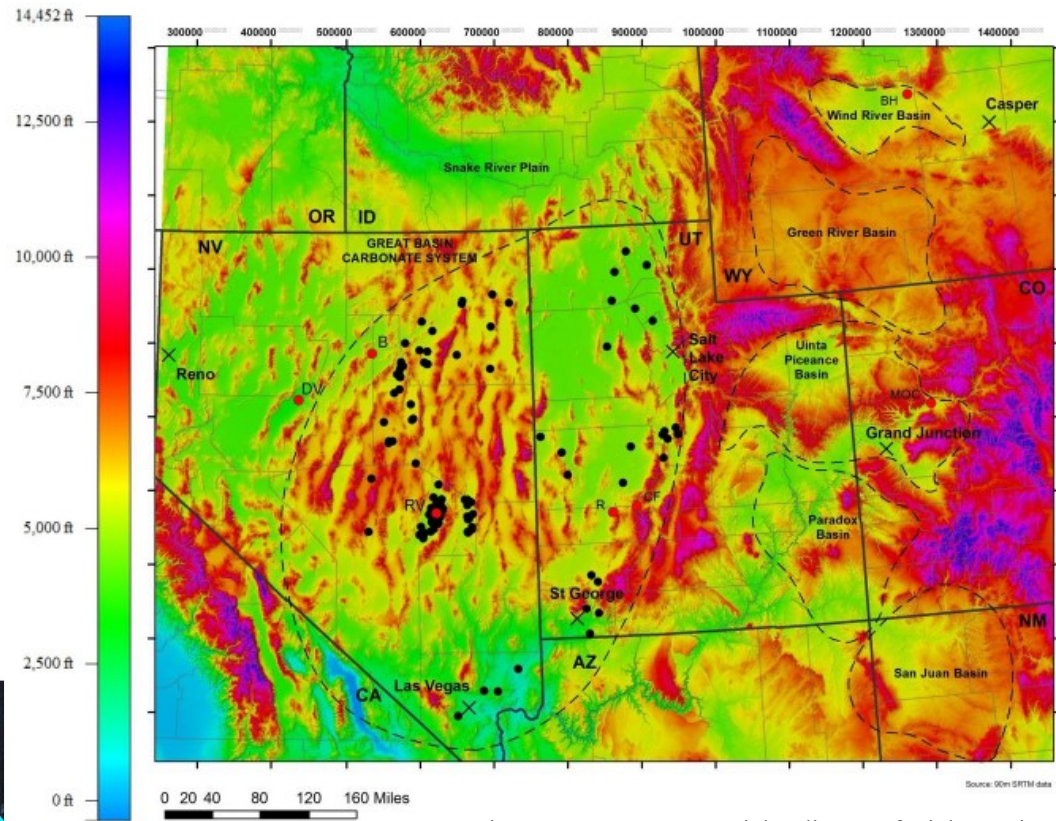 14,452 ft
12,500 ft
10,000 ft
7,500 ft
5,000 ft
2,500 ft
0 ft
300000 400000 500000 600000 700000 800000 900000 1000000 1100000 1200000 1300000 1400000
BH
Wind River Basin
Casper
Snake River Plain
OR ID
NV
GREAT BASIN
CARBONATE SYSTEM
UT
Green River Basin
WY
CO
B
Reno
DV
Salt
Lake
City
Uinta
Piceance
Basin
MOC
Grand Junction
RV
R
CF
Paradox
Basin
St George
NM
AZ
San Juan Basin
CA
Las Vegas
Source: 90m SRTM data
0 20 40 80 120 160 Miles